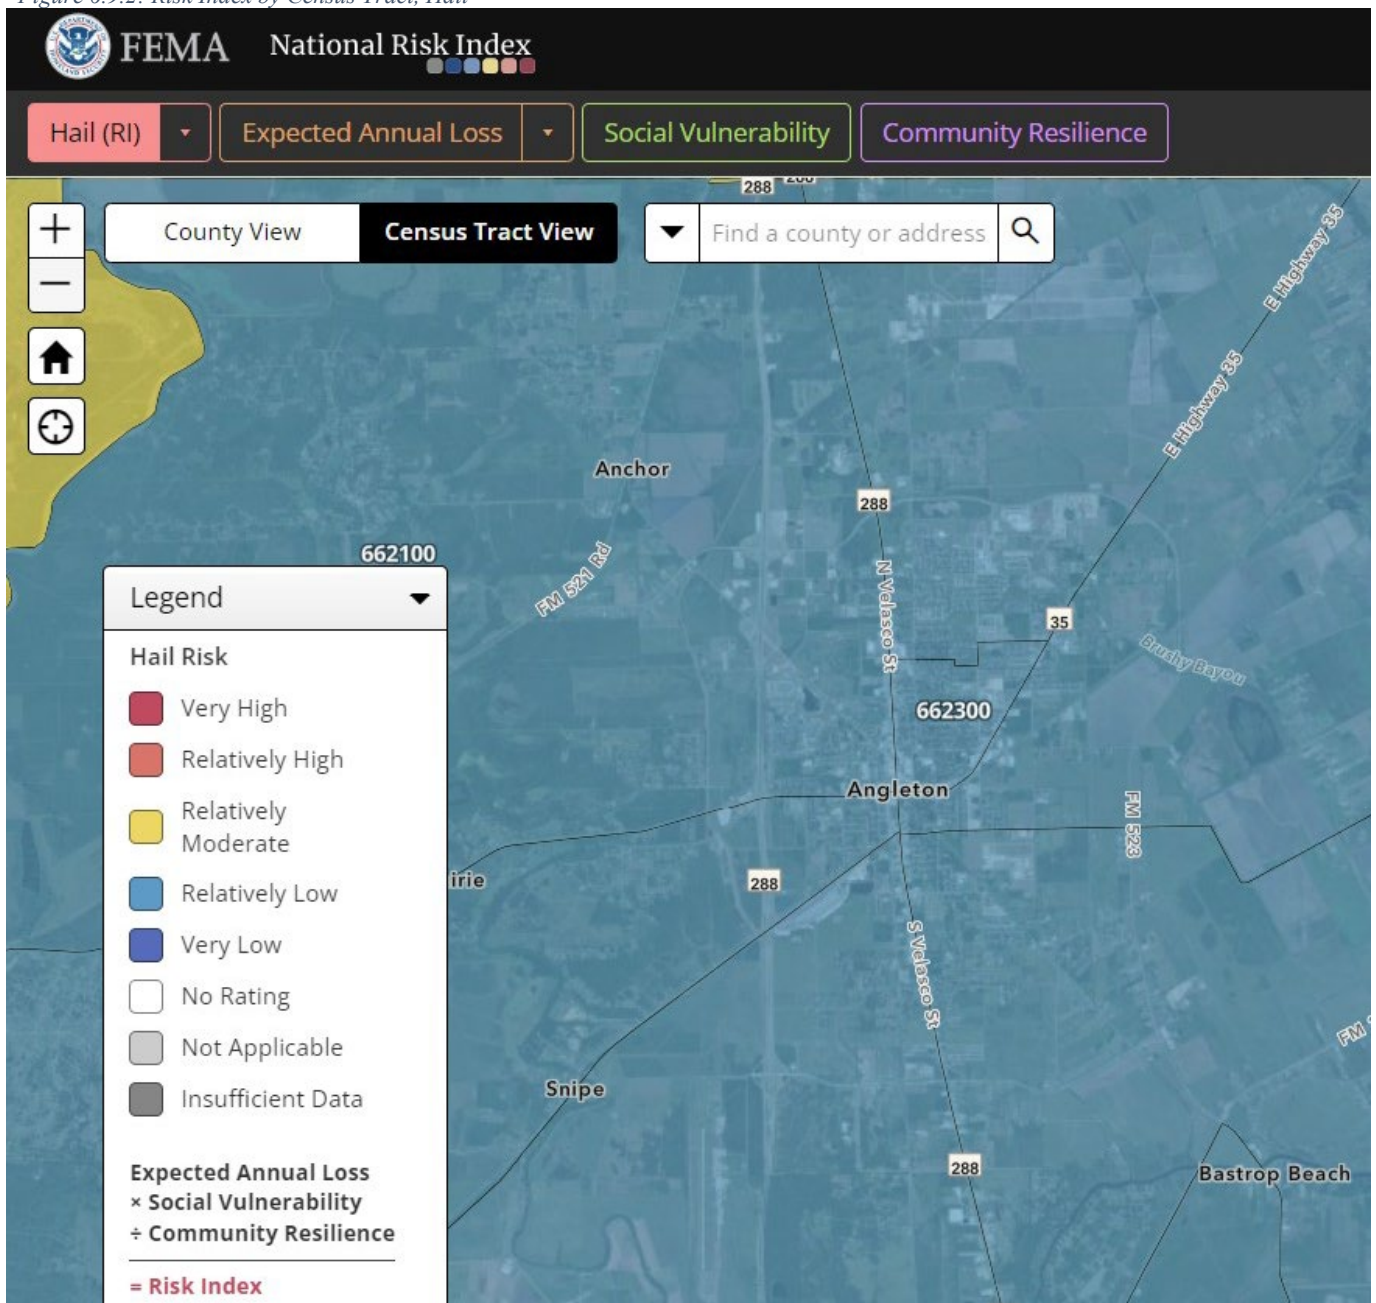 FEMA
National Risk Index
Hail (RI)
Expected Annual Loss
Social Vulnerability
Community Resilience
288
County View
Census Tract View
Find a county or address
E Highway 35
E Highway 35
Anchor
288
662100
FM 521 Rd
N Velasco St
35
Brushy Bayou
662300
Angleton
FM 523
irie
288
S Velasco St
Snipe
288
Bastrop Beach
FM
Legend
Hail Risk
Very High
Relatively High
Relatively
Moderate
Relatively Low
Very Low
No Rating
Not Applicable
Insufficient Data
Expected Annual Loss
× Social Vulnerability
÷ Community Resilience
= Risk Index